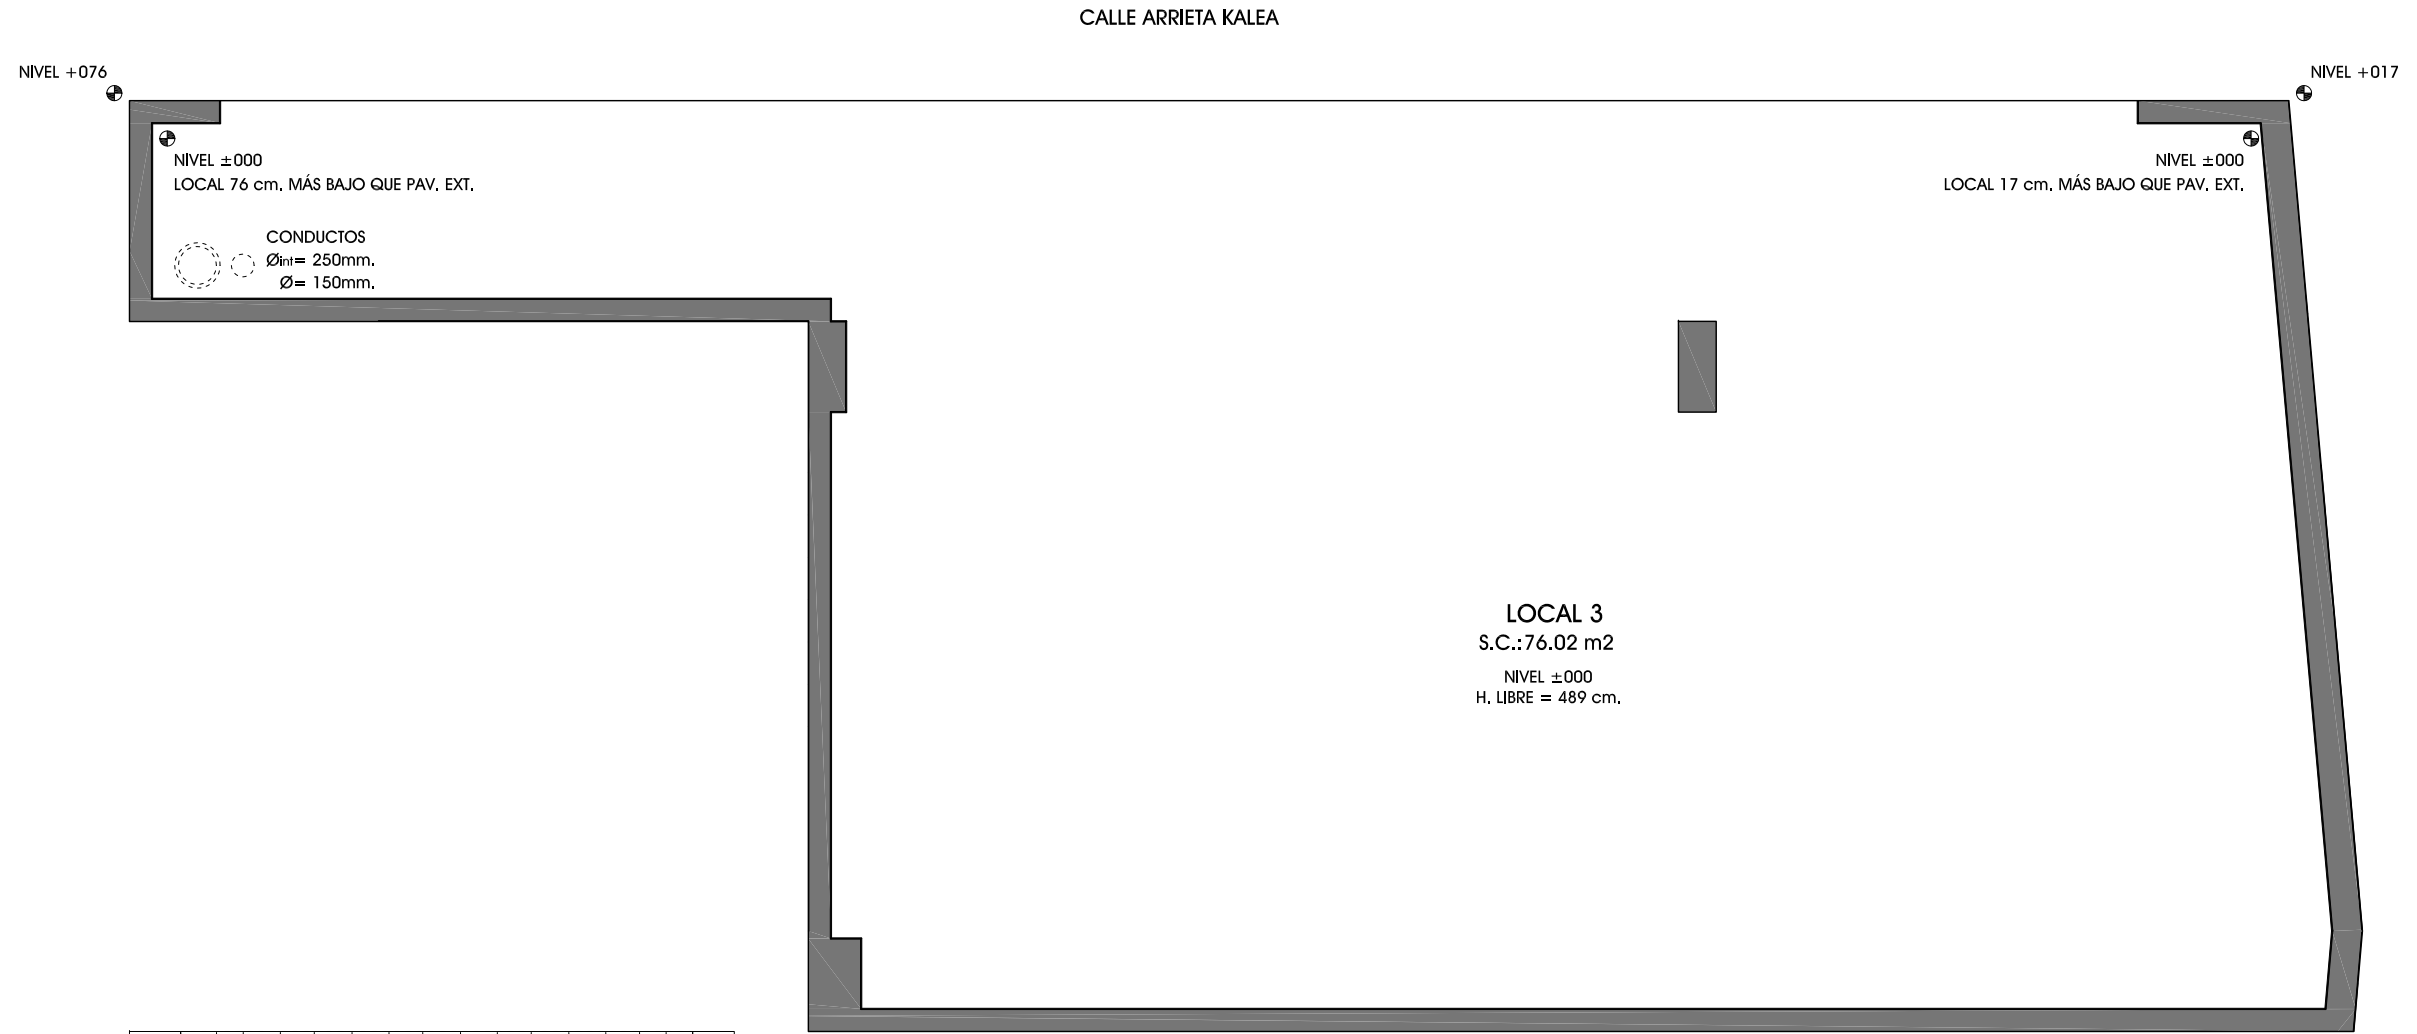 CALLE ARRIETA KALEA
NIVEL +076
NIVEL +017
NIVEL ±000
LOCAL 76 cm. MÁS BAJO QUE PAV. EXT.
NIVEL ±000
LOCAL 17 cm. MÁS BAJO QUE PAV. EXT.
CONDUCTOS
Øint= 250mm.
Ø= 150mm.
LOCAL 3
S.C.:76.02 m2
NIVEL ±000
H. LIBRE = 489 cm.